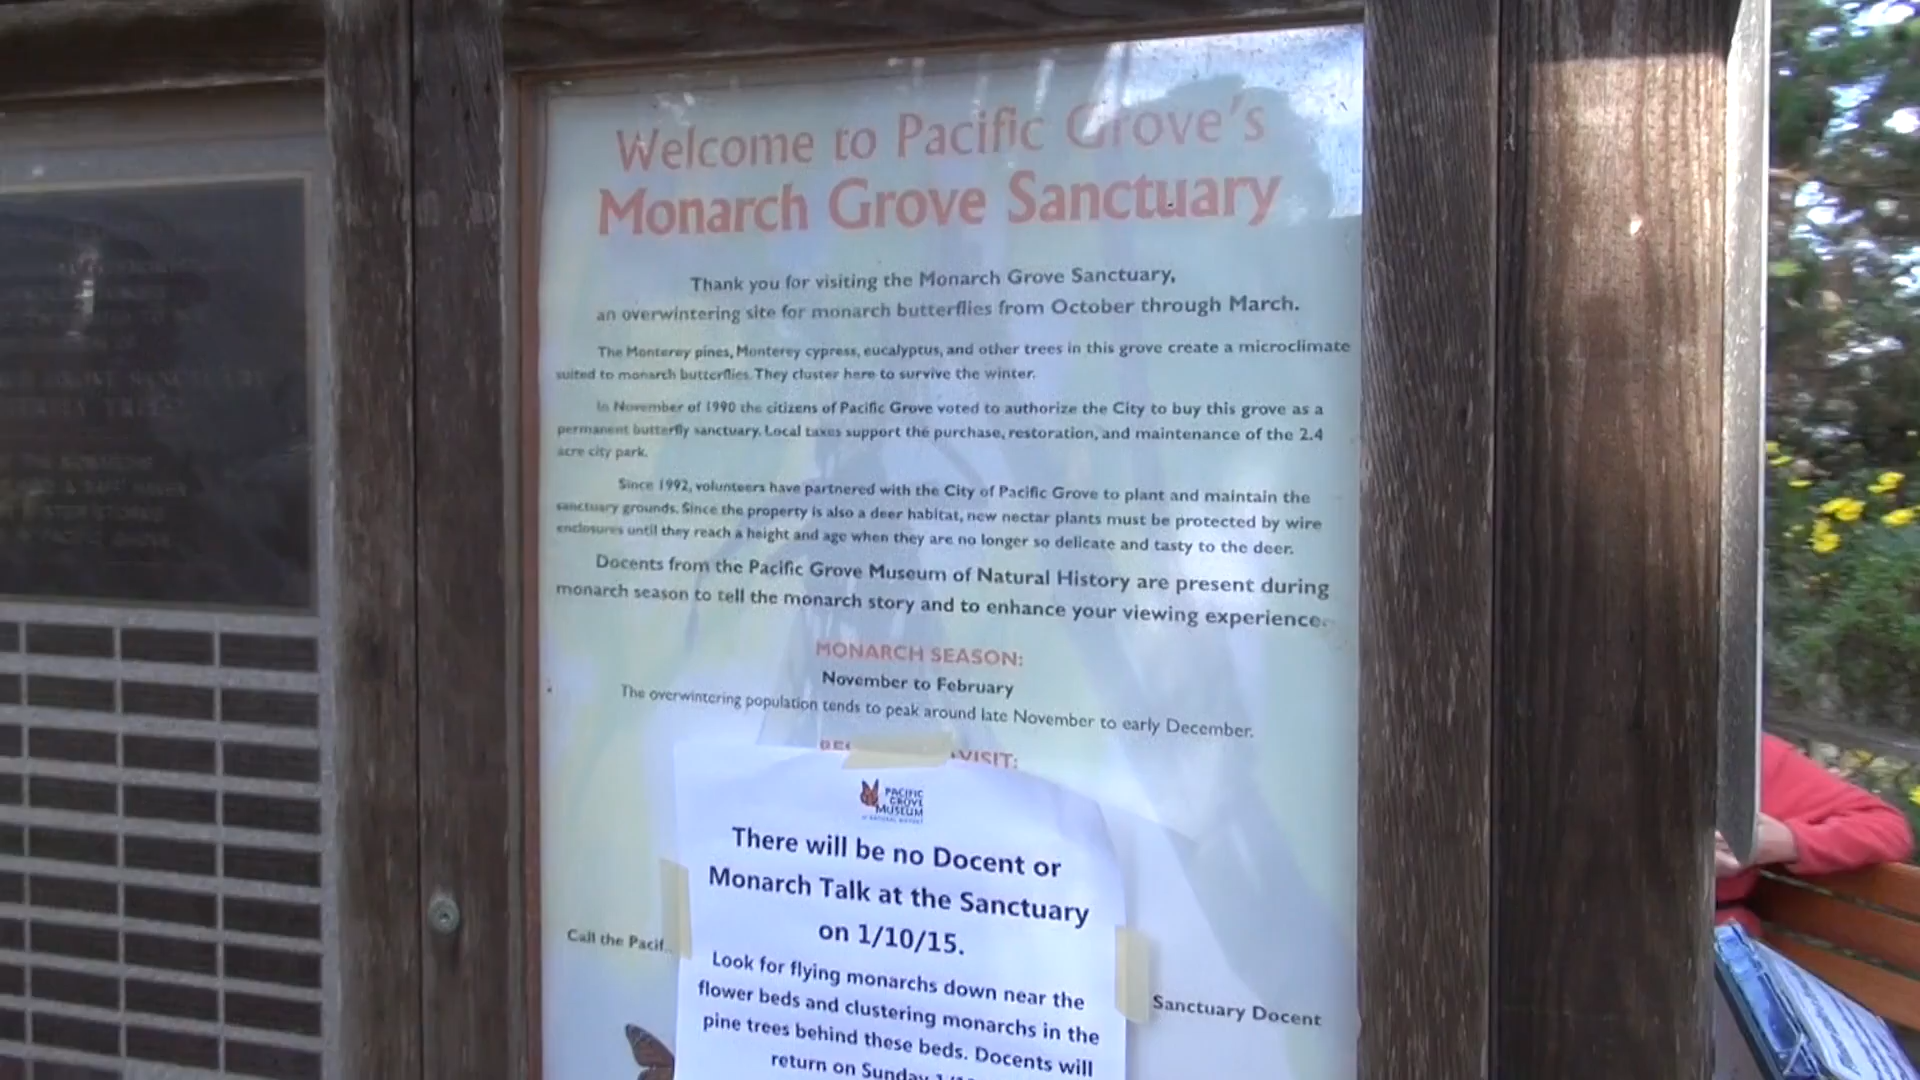 Welcome to Pacific Grove's
Monarch Grove Sanctuary
Thank you for visiting the Monarch Grove Sanctuary,
an overwintering site for monarch butterflies from October through March.
The Monterey pines, Monterey cypress, eucalyptus, and other trees in this grove create a microclimate
suited to monarch butterflies. They cluster here to survive the winter.
In November of 1990 the citizens of Pacific Grove voted to authorize the City to buy this grove as a
permanent butterfly sanctuary. Local taxes support the purchase, restoration, and maintenance of the 2.4
acre city park.
Since 1992, volunteers have partnered with the City of Pacific Grove to plant and maintain the
sanctuary grounds. Since the property is also a deer habitat, new nectar plants must be protected by wire
enclosures until they reach a height and age when they are no longer so delicate and tasty to the deer.
Docents from the Pacific Grove Museum of Natural History are present during
monarch season to tell the monarch story and to enhance your viewing experience.
MONARCH SEASON:
November to February
The overwintering population tends to peak around late November to early December.
VISIT:
PACIFIC
GROVE
MUSEUM
There will be no Docent or
Monarch Talk at the Sanctuary
on 1/10/15.
Call the
Look for flying monarchs down near the
flower beds and clustering monarchs in the
Sanctuary Docent
pine trees behind these beds. Docents will
return on Sunday